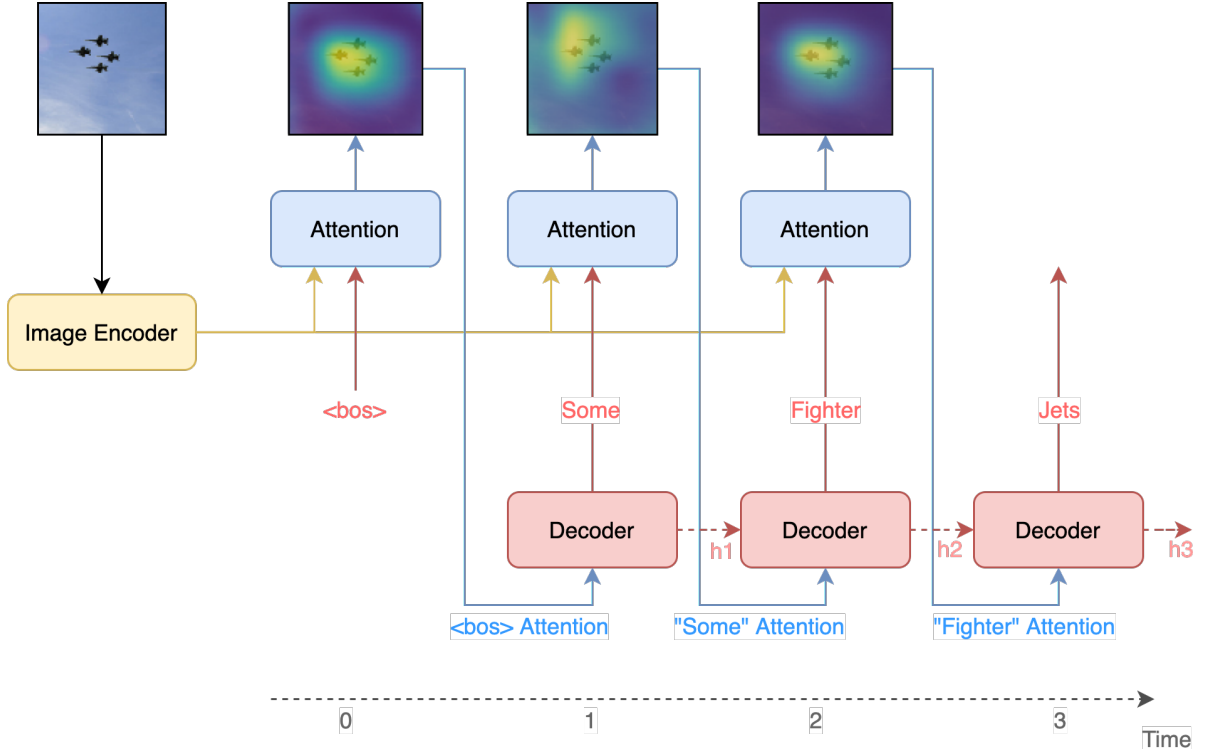 Attention
Attention
Attention
Image Encoder
<bos>
Some
Fighter
Jets
Decoder
Decoder
Decoder
h1
h2
h3
<bos> Attention
"Some" Attention
"Fighter" Attention
0
1
2
3
Time